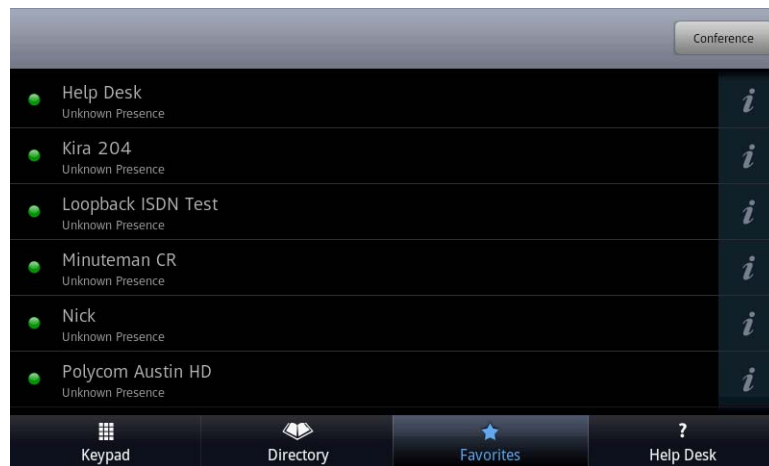 Conference
Help Desk
Unknown Presence
i
Kira 204
Unknown Presence
i
Loopback ISDN Test
Unknown Presence
i
Minuteman CR
Unknown Presence
i
Nick
Unknown Presence
i
Polycom Austin HD
Unknown Presence
i
?
Keypad
Directory
Favorites
Help Desk